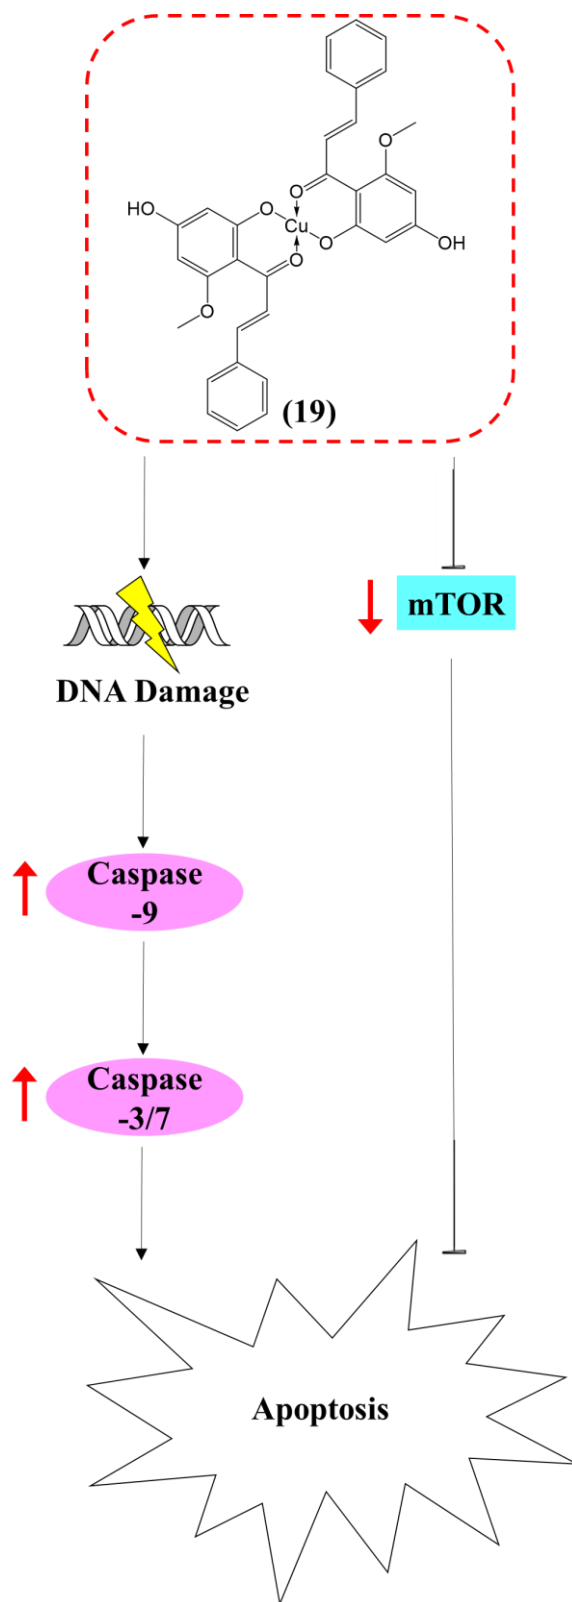 O
HO
O
O
Cu
O
O
OH
O
(19)
mTOR
DNA Damage
Caspase
-9
Caspase
-3/7
Apoptosis